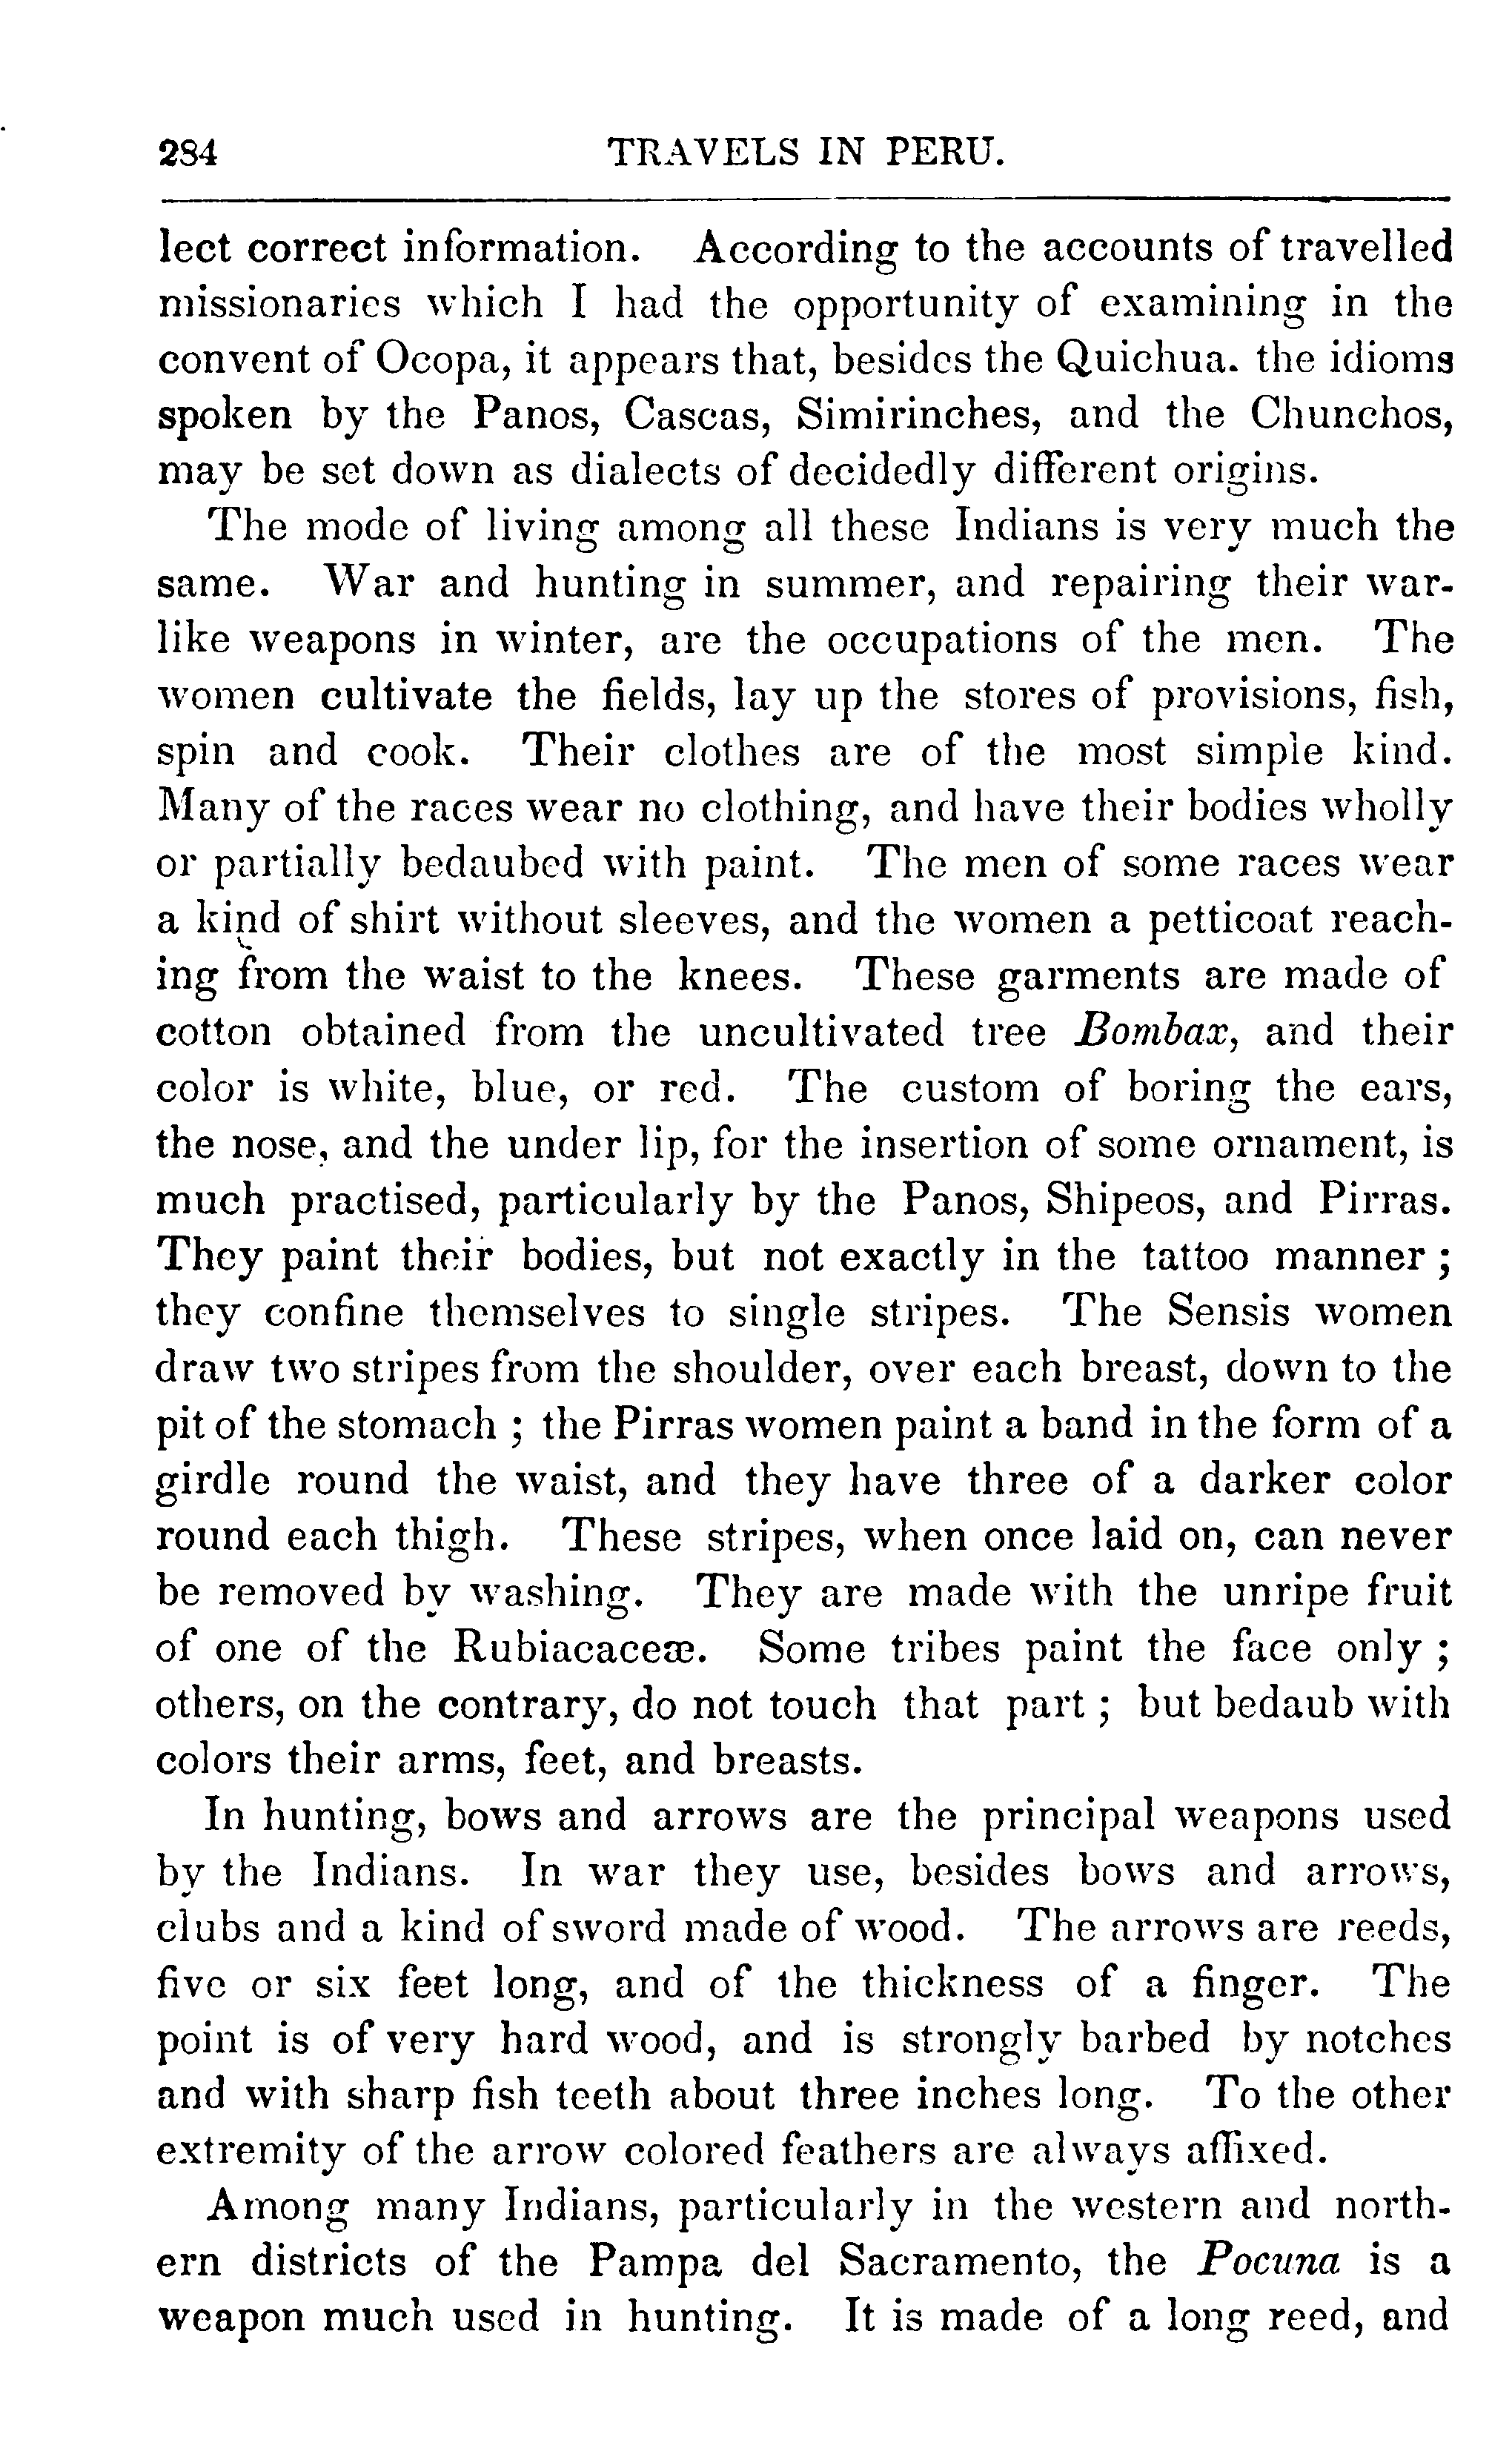 284 TRAVELS IN PERU.
lect correct information. According to the accounts of travelled
missionaries which I had the opportunity of examining in the
convent of Ocopa, it appears that, besides the Quichua. the idioms
spoken by the Panos, Cascas, Simirinches, and the Chunchos,
may be set down as dialects of decidedly different origins.
The mode of living among all these Indians is very much the
same. War and hunting in summer, and repairing their war-
like weapons in winter, are the occupations of the men. The
women cultivate the fields, lay up the stores of provisions, fish,
spin and cook. Their clothes are of the most simple kind.
Many of the races wear no clothing, and have their bodies wholly
or partially bedaubed with paint. The men of some races wear
a kind of shirt without sleeves, and the women a petticoat reach-
ing from the waist to the knees. These garments are made of
cotton obtained from the uncultivated tree Bombax, and their
color is white, blue, or red. The custom of boring the ears,
the nose, and the under lip, for the insertion of some ornament, is
much practised, particularly by the Panos, Shipeos, and Pirras.
They paint their bodies, but not exactly in the tattoo manner ;
they confine themselves to single stripes. The Sensis women
draw two stripes from the shoulder, over each breast, down to the
pit of the stomach ; the Pirras women paint a band in the form of a
girdle round the waist, and they have three of a darker color
round each thigh. These stripes, when once laid on, can never
be removed by washing. They are made with the unripe fruit
of one of the Rubiacaceæ. Some tribes paint the face only ;
others, on the contrary, do not touch that part ; but bedaub with
colors their arms, feet, and breasts.
In hunting, bows and arrows are the principal weapons used
by the Indians. In war they use, besides bows and arrows,
clubs and a kind of sword made of wood. The arrows are reeds,
five or six feet long, and of the thickness of a finger. The
point is of very hard wood, and is strongly barbed by notches
and with sharp fish teeth about three inches long. To the other
extremity of the arrow colored feathers are always affixed.
Among many Indians, particularly in the western and north-
ern districts of the Pampa del Sacramento, the Pocuna is a
weapon much used in hunting. It is made of a long reed, and